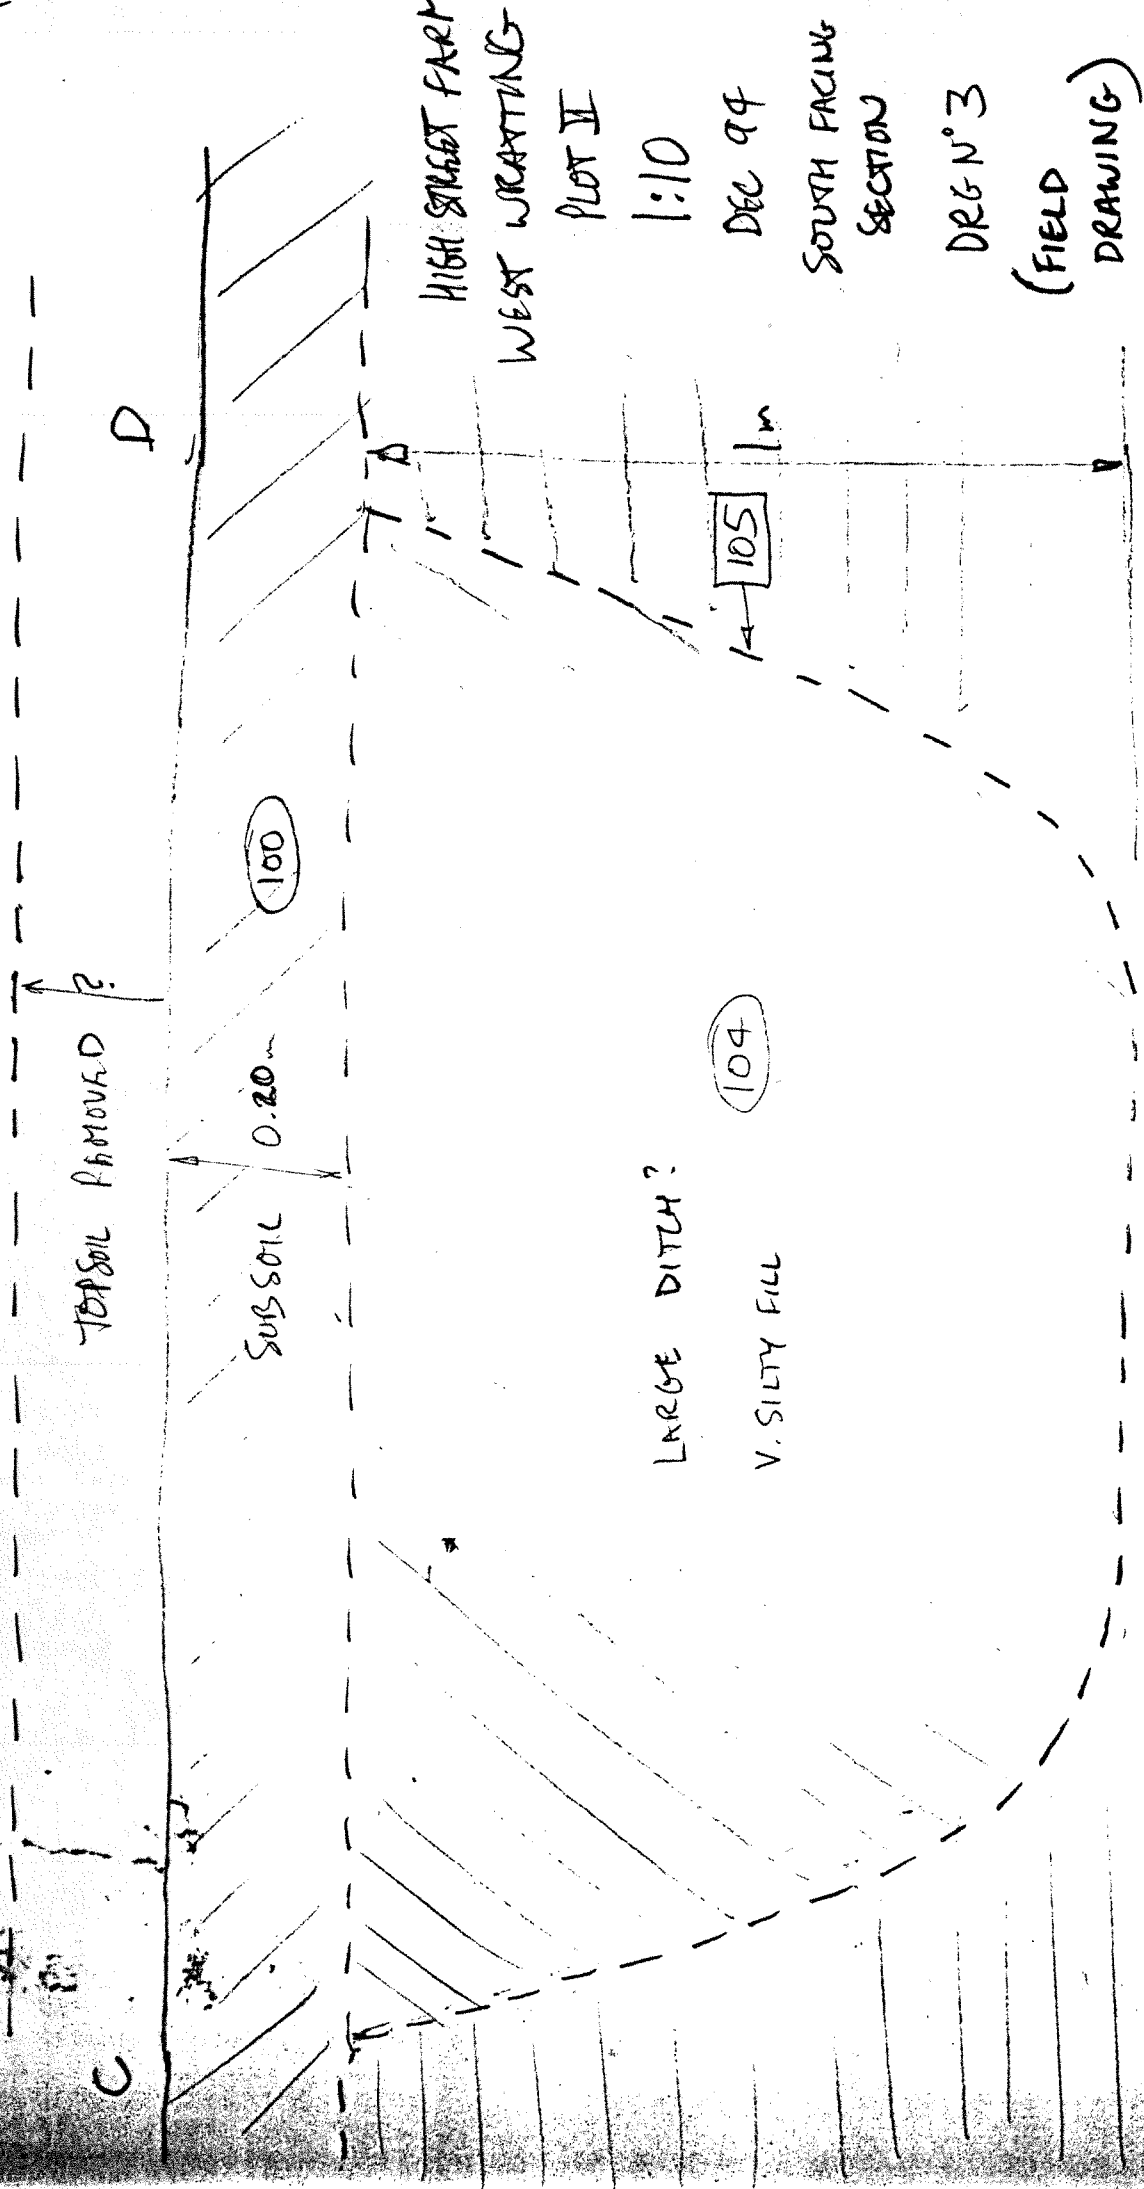 C
D
TOPSOIL REMOVED ?
SUBSOIL 0.20m
100
LARGE DITCH?
104
V. SILTY FILL
105
1m
HIGH STREET FARM
WEST WRATTING
PLOT II
1:10
DEC 94
SOUTH FACING
SECTION
DRG N° 3
(FIELD
DRAWING)